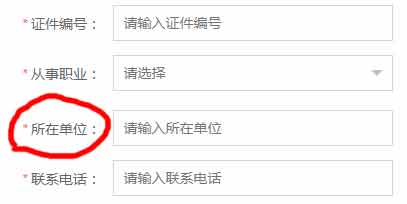 *证件编号： 请输入证件编号
*从事职业： 请选择
*所在单位： 请输入所在单位
*联系电话： 请输入联系电话